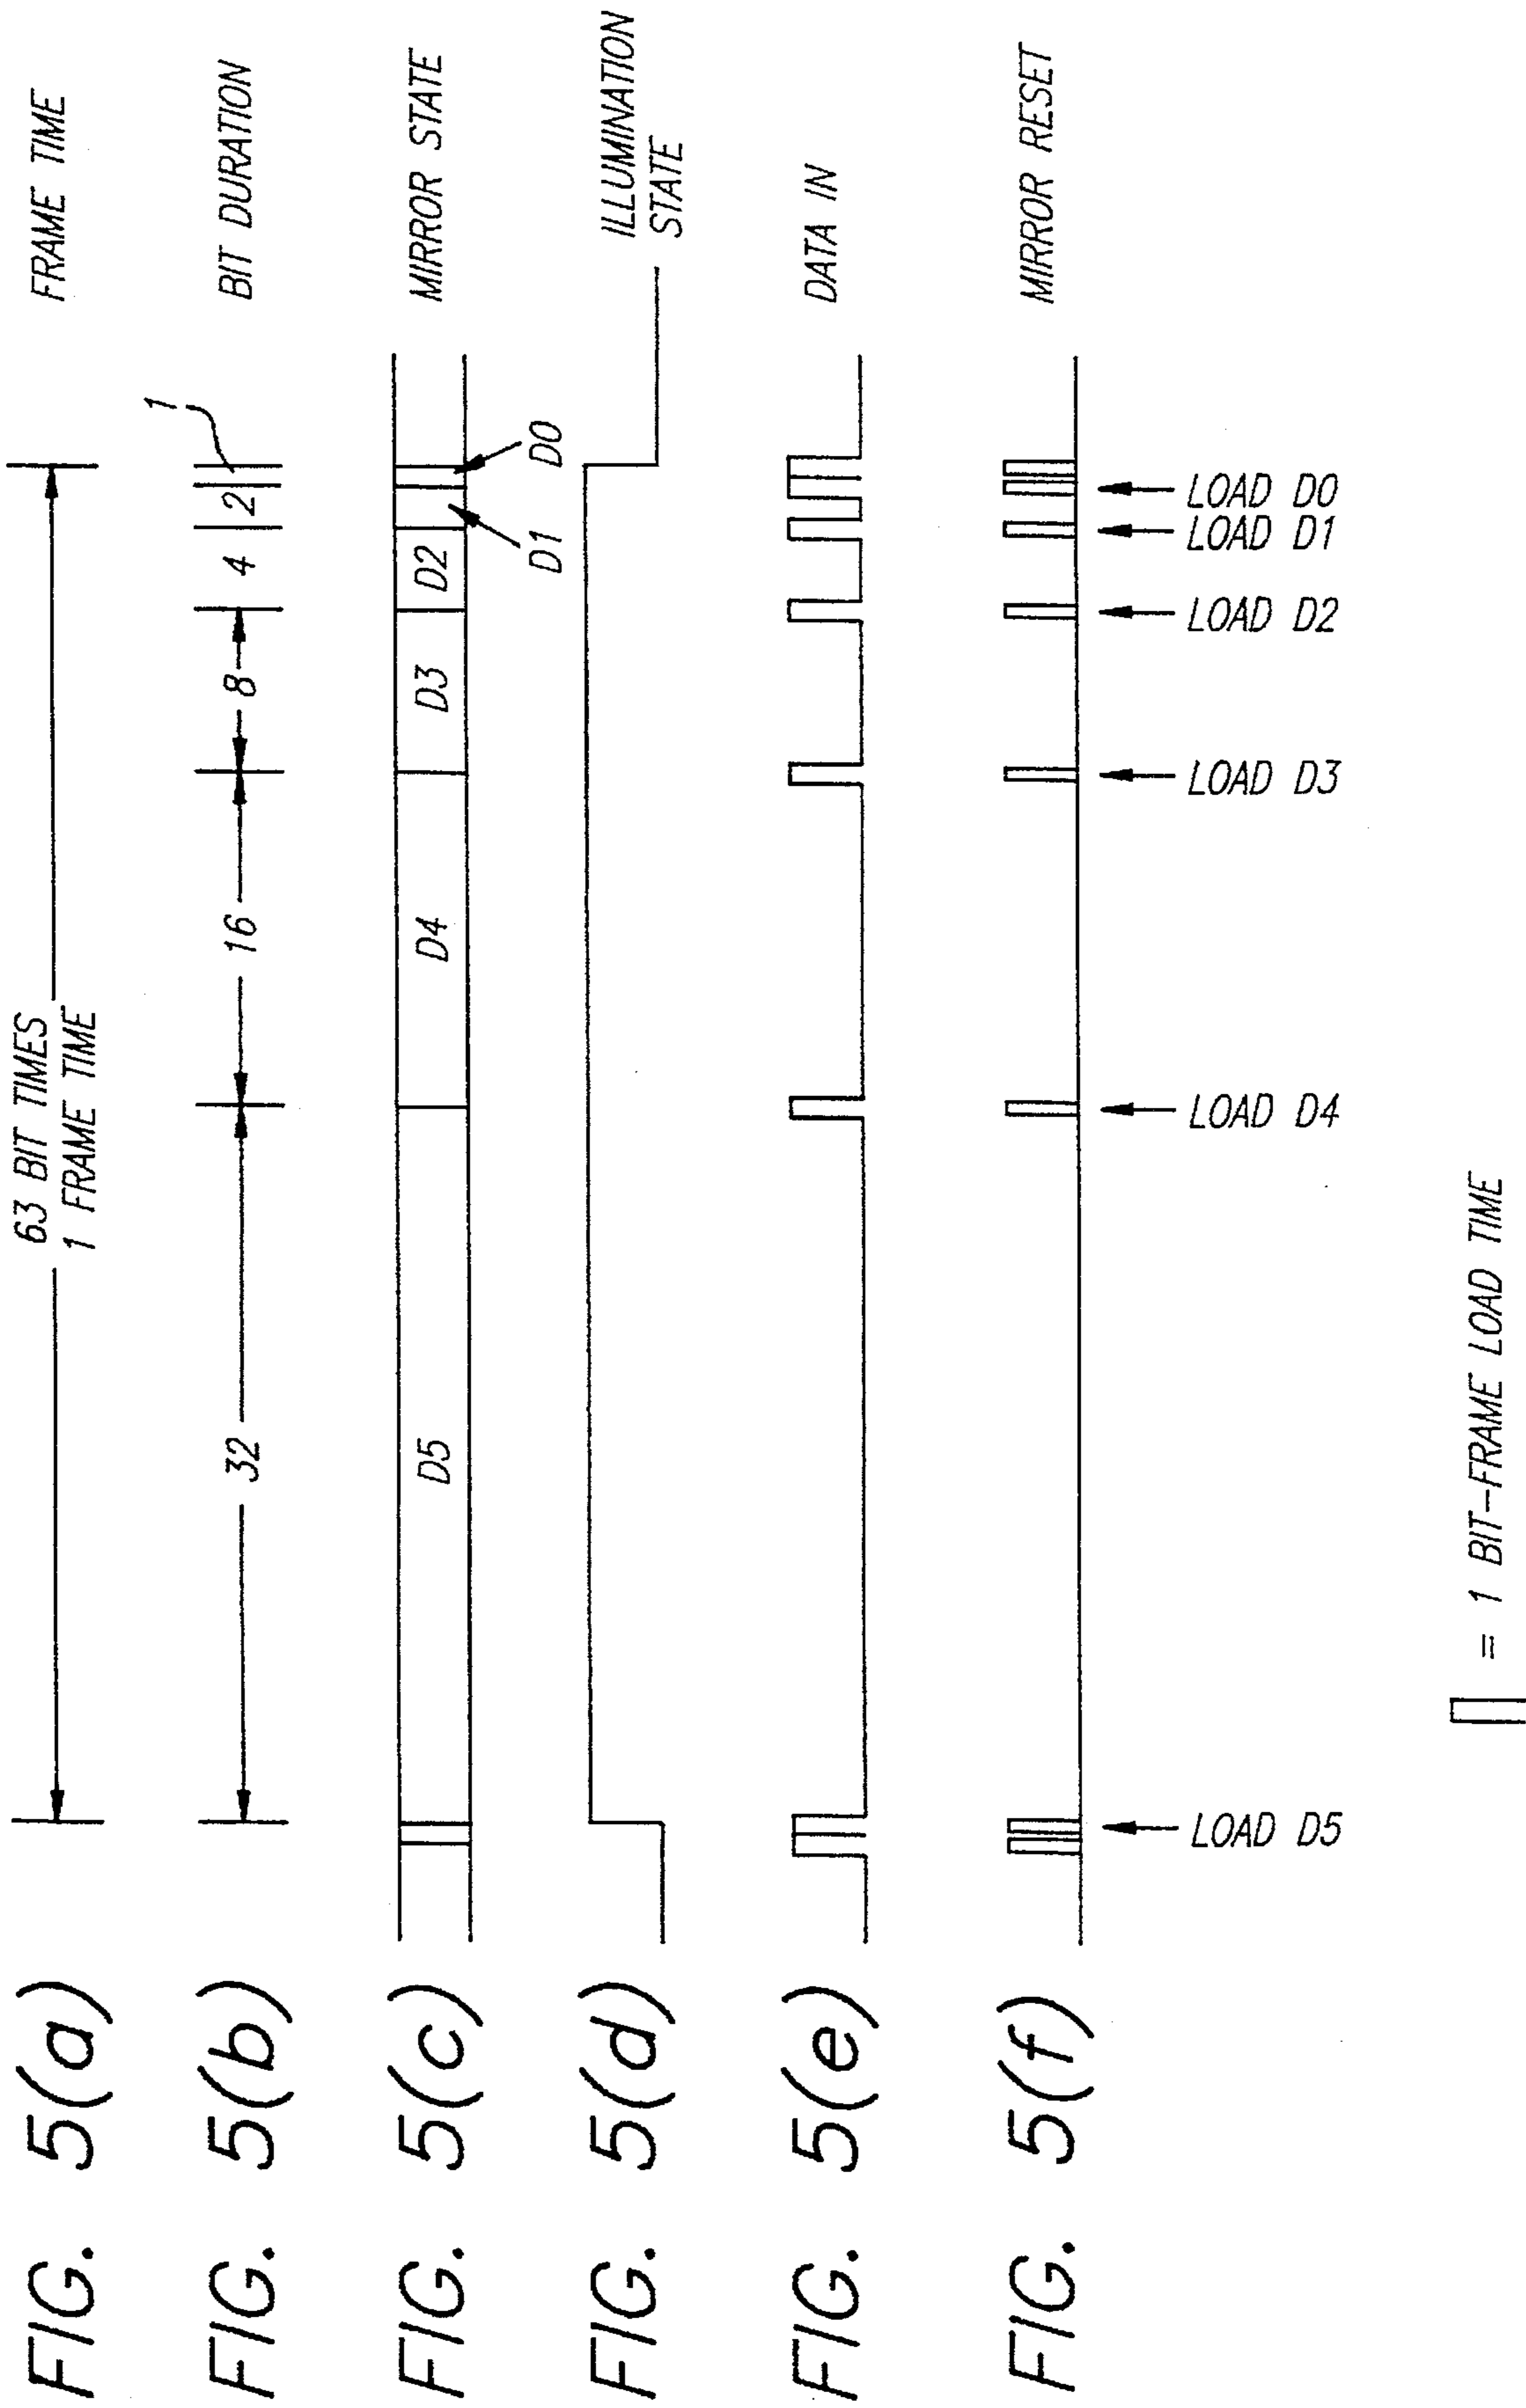 FIG. 5(a)
63 BIT TIMES
1 FRAME TIME
FRAME TIME
FIG. 5(b)
32
16
8
4
2
1
BIT DURATION
FIG. 5(c)
D5
D4
D3
D2
D1
D0
MIRROR STATE
FIG. 5(d)
ILLUMINATION
STATE
FIG. 5(e)
DATA IN
FIG. 5(f)
MIRROR RESET
LOAD D5
LOAD D4
LOAD D3
LOAD D2
LOAD D1
LOAD D0
= 1 BIT-FRAME LOAD TIME